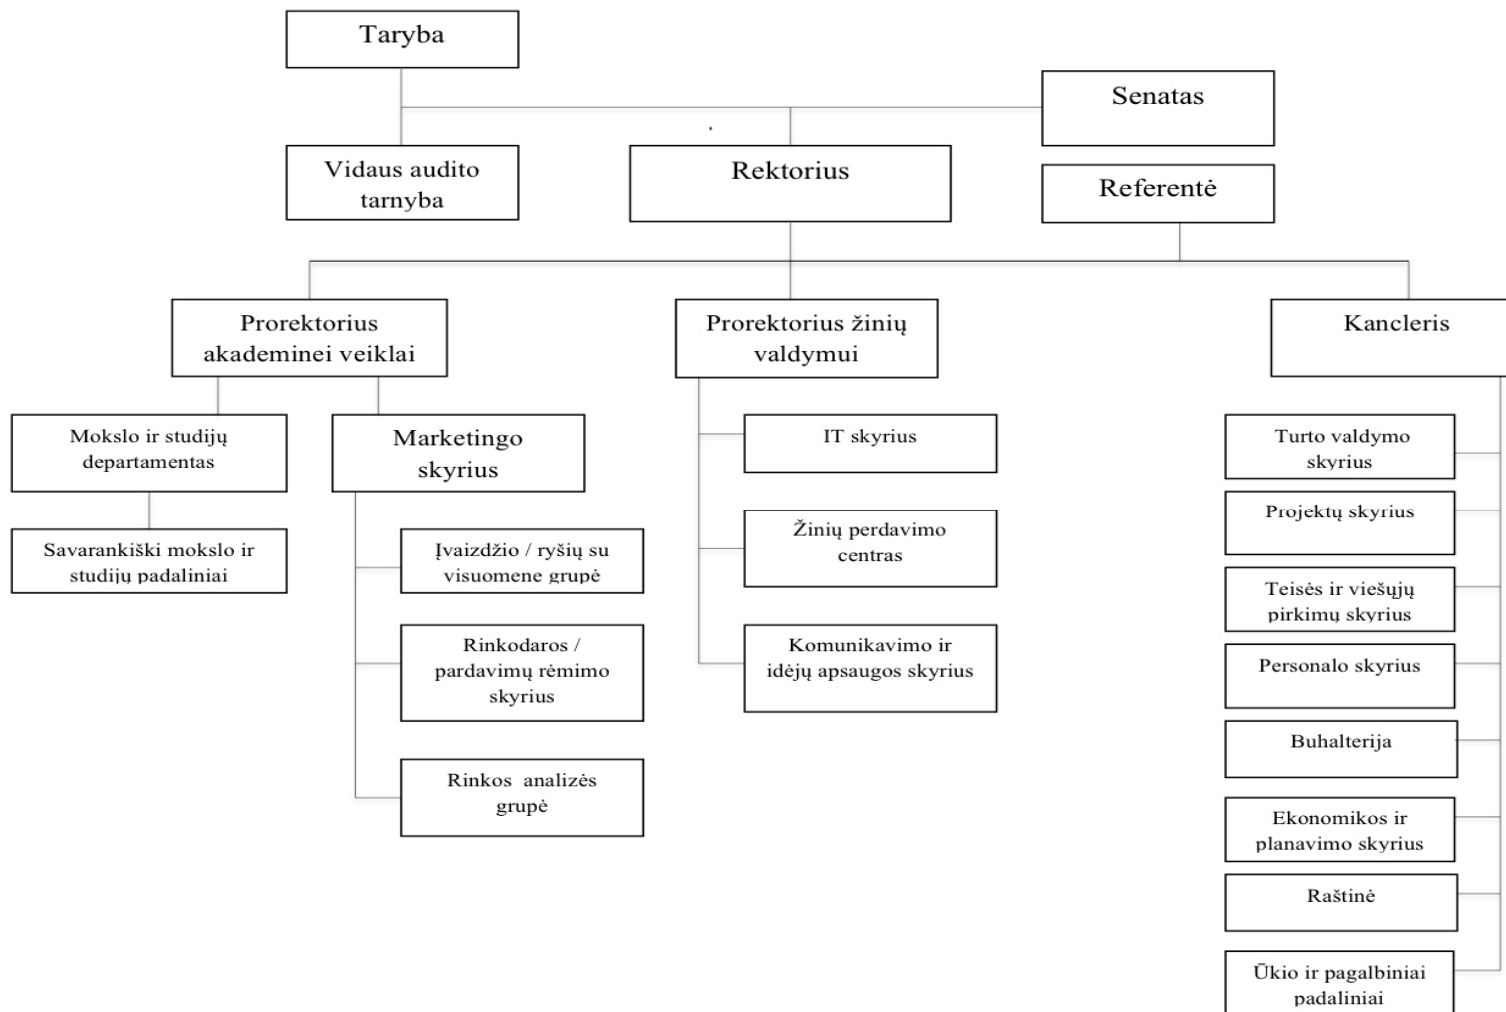 Taryba
Senatas
Vidaus audito
tarnyba
Rektorius
Referentė
Prorektorius
akademinei veiklai
Prorektorius žinių
valdymui
Kancleris
Mokslo ir studijų
departamentas
Marketingo
skyrius
Savarankiški mokslo ir
studijų padaliniai
Įvaizdžio / ryšių su
visuomene grupė
Rinkodaros /
pardavimų rėmimo
skyrius
Rinkos analizės
grupė
IT skyrius
Žinių perdavimo
centras
Komunikavimo ir
idėjų apsaugos skyrius
Turto valdymo
skyrius
Projektų skyrius
Teisės ir viešųjų
pirkimų skyrius
Personalo skyrius
Buhalterija
Ekonomikos ir
planavimo skyrius
Raštinė
Ūkio ir pagalbiniai
padaliniai